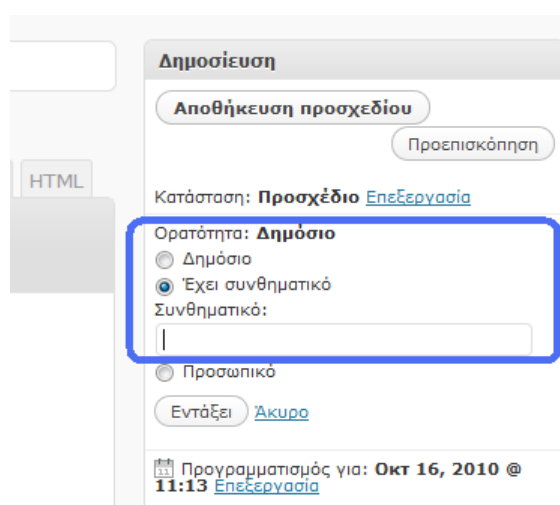 Δημοσίευση
Αποθήκευση προσχεδίου
Προεπισκόπηση
HTML
Κατάσταση: Προσχέδιο Επεξεργασία
Ορατότητα: Δημόσιο
Δημόσιο
Έχει συνθηματικό
Συνθηματικό:
Προσωπικό
Εντάξει Άκυρο
11 Προγραμματισμός για: Οκτ 16, 2010 @
11:13 Επεξεργασία